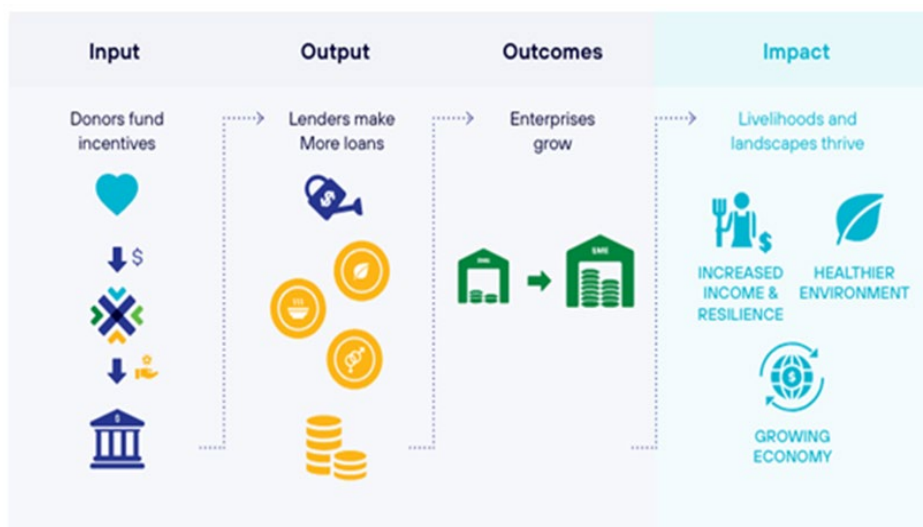 Input
Output
Outcomes
Impact
Donors fund
incentives
Lenders make
More loans
Enterprises
grow
Livelihoods and
landscapes thrive
$
$
$
SME
$
INCREASED
INCOME &
RESILIENCE
HEALTHIER
ENVIRONMENT
$
GROWING
ECONOMY